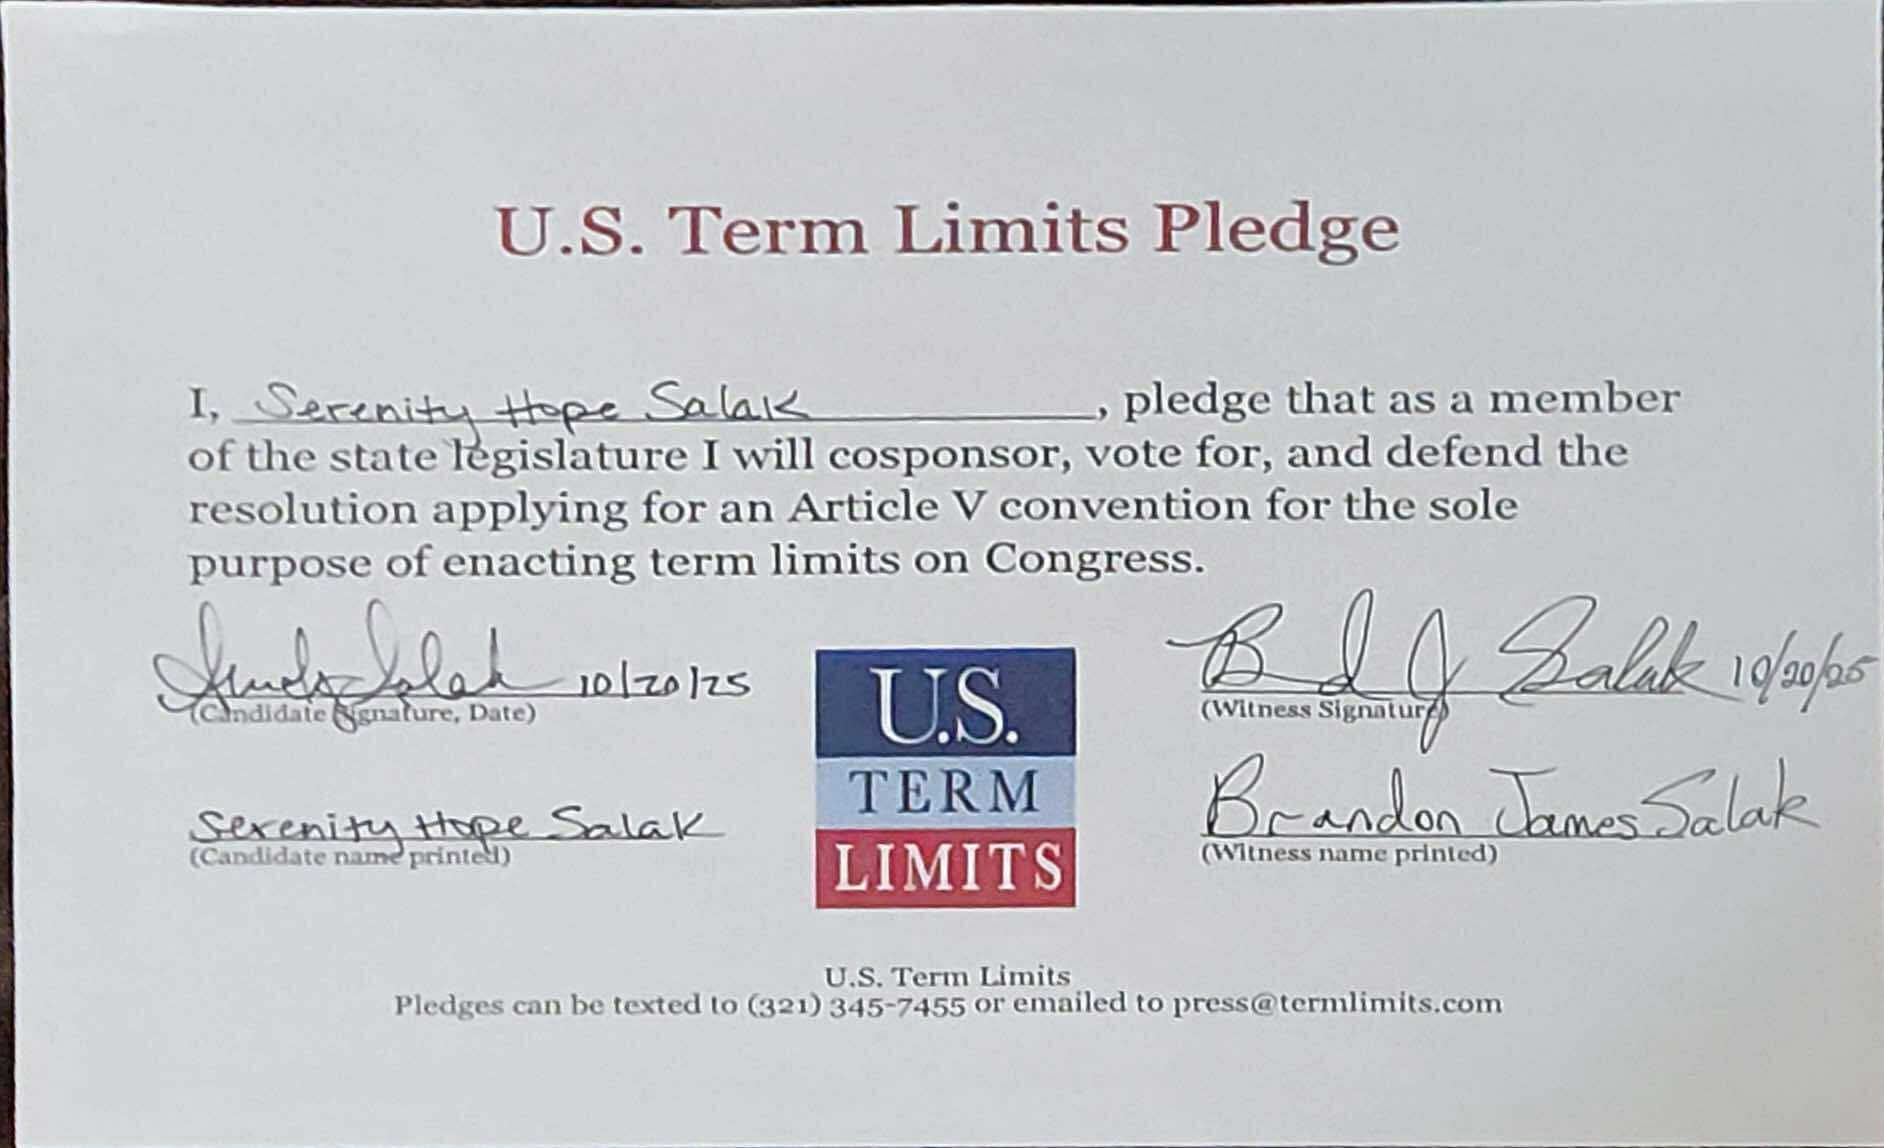 U.S. Term Limits Pledge
I, Serenity Hope Salak, pledge that as a member
of the state legislature I will cosponsor, vote for, and defend the
resolution applying for an Article V convention for the sole
purpose of enacting term limits on Congress.
Salak 10/20/25
(Candidate Signature, Date)
B J Salak 10/20/25
(Witness Signature)
Serenity Hope Salak
(Candidate name printed)
Brandon James Salak
(Witness name printed)
U.S.
TERM
LIMITS
U.S. Term Limits
Pledges can be texted to (321) 345-7455 or emailed to press@termlimits.com